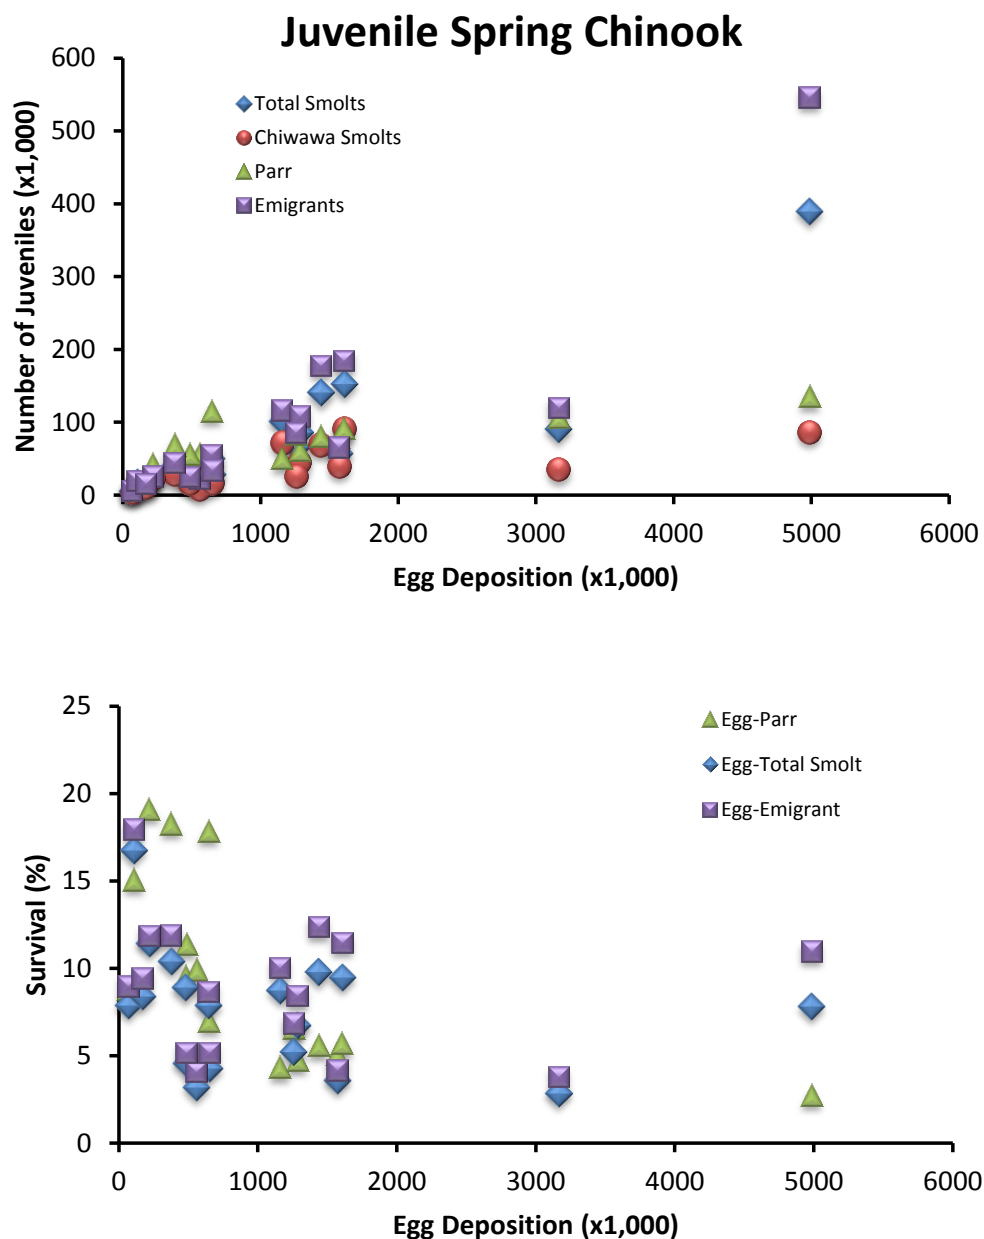 Juvenile Spring Chinook
600
500
400
300
200
100
0
Number of Juveniles (x1,000)
Total Smolts
Chiwawa Smolts
Parr
Emigrants
0 1000 2000 3000 4000 5000 6000
Egg Deposition (x1,000)
25
20
15
10
5
0
Survival (%)
Egg-Parr
Egg-Total Smolt
Egg-Emigrant
0 1000 2000 3000 4000 5000 6000
Egg Deposition (x1,000)